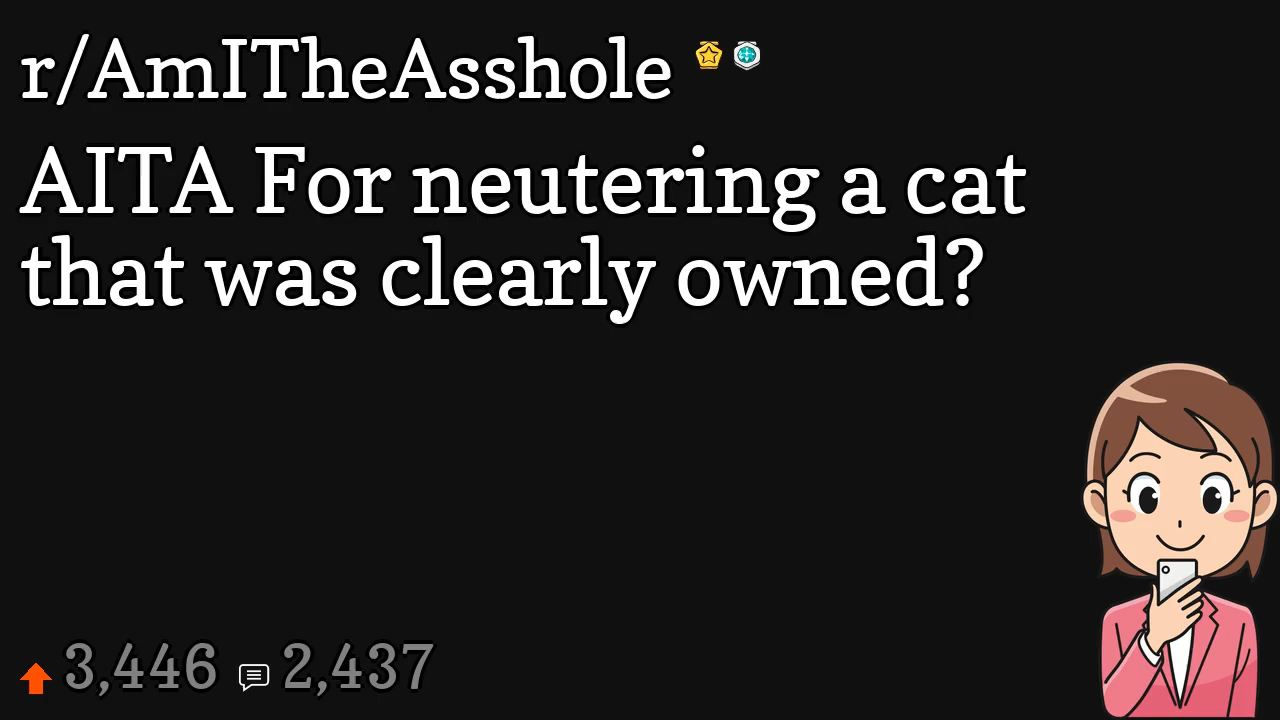 r/AmITheAsshole
AITA For neutering a cat
that was clearly owned?
3,446 2,437